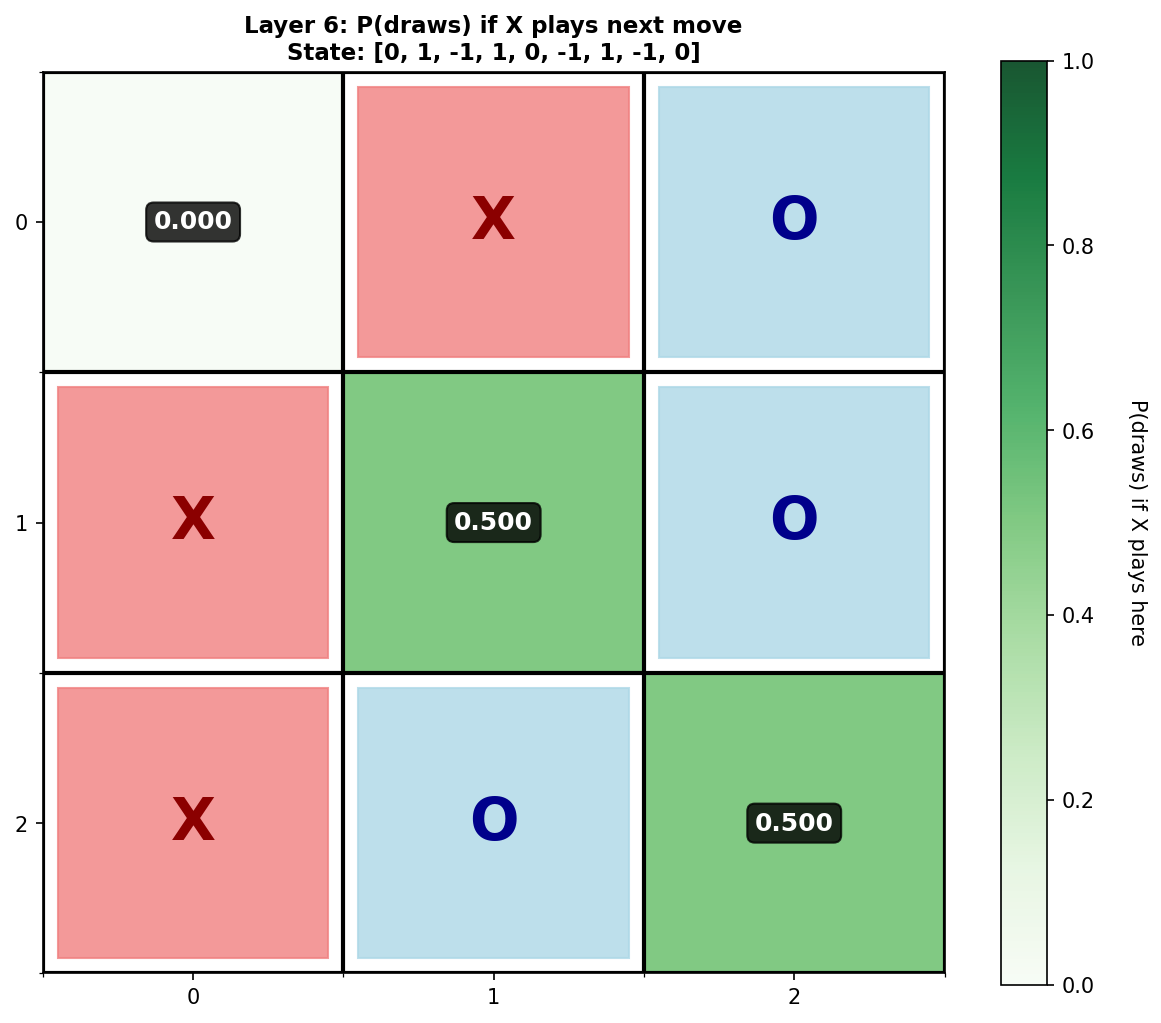 Layer 6: P(draws) if X plays next move
State: [0, 1, -1, 1, 0, -1, 1, -1, 0]
0
0.000
X
O
1
X
0.500
O
2
X
O
0.500
0
1
2
1.0
0.8
0.6
0.4
0.2
0.0
P(draws) if X plays here